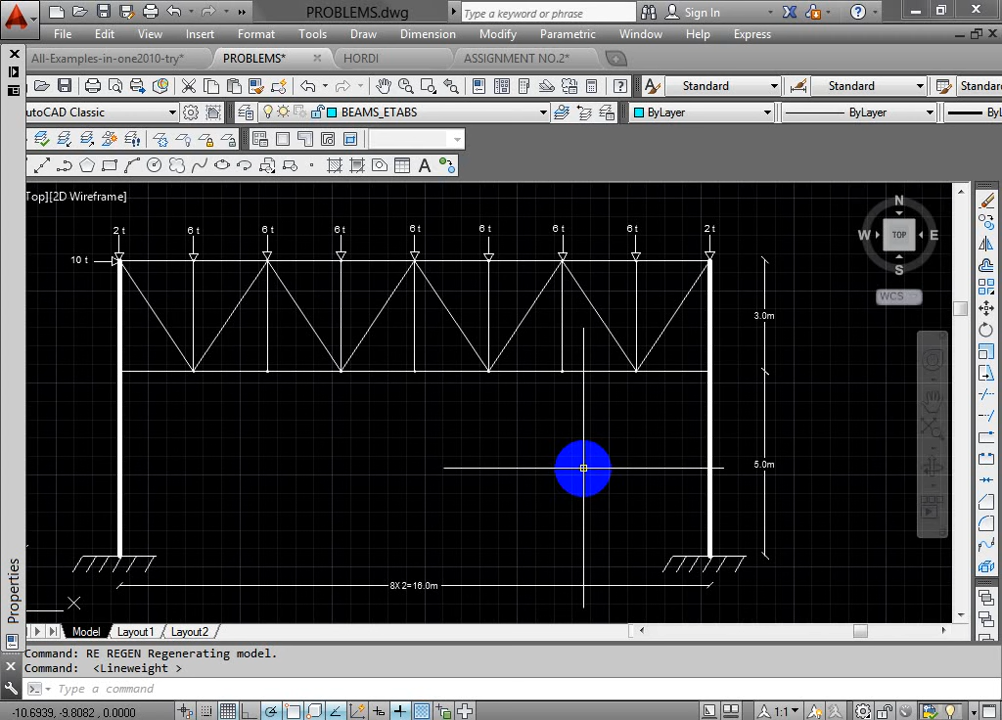 PROBLEMS.dwg
Type a keyword or phrase
Sign In
File Edit View Insert Format Tools Draw Dimension Modify Parametric Window Help Express
All-Examples-in-one2010-try* PROBLEMS* HORDI ASSIGNMENT NO.2*
Standard Standard Standar
utoCAD Classic BEAMS_ETABS ByLayer ByLayer ByL
Top][2D Wireframe]
N
W TOP E
S
WCS
2 t 6 t 6 t 6 t 6 t 6 t 6 t 6 t 2 t
10 t
3.0m
5.0m
8X2=16.0m
Properties
X
Model Layout1 Layout2
Command: RE REGEN Regenerating model.
Command: <Lineweight >
Type a command
-10.6939, -9.8082, 0.0000
1:1